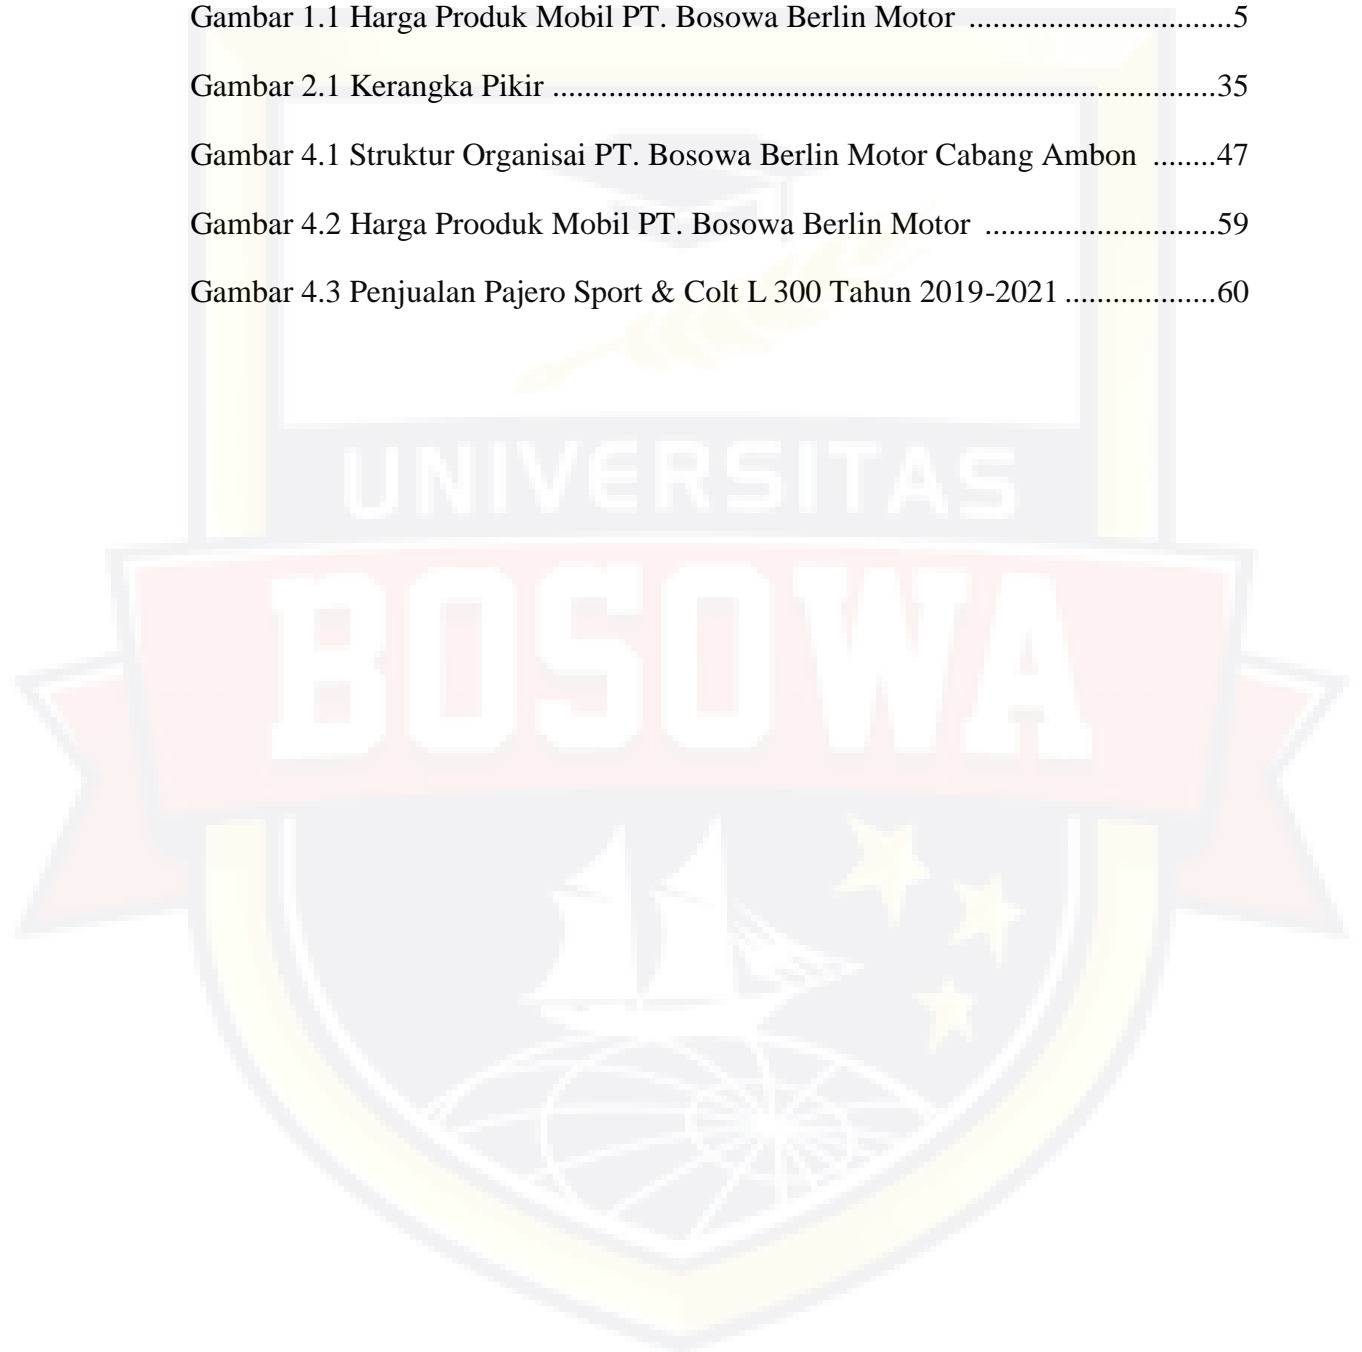 Gambar 1.1 Harga Produk Mobil PT. Bosowa Berlin Motor .................................5
Gambar 2.1 Kerangka Pikir ....................................................................................35
Gambar 4.1 Struktur Organisai PT. Bosowa Berlin Motor Cabang Ambon ........47
Gambar 4.2 Harga Prooduk Mobil PT. Bosowa Berlin Motor .............................59
Gambar 4.3 Penjualan Pajero Sport & Colt L 300 Tahun 2019-2021 ...................60
UNIVERSITAS
BOSOWA